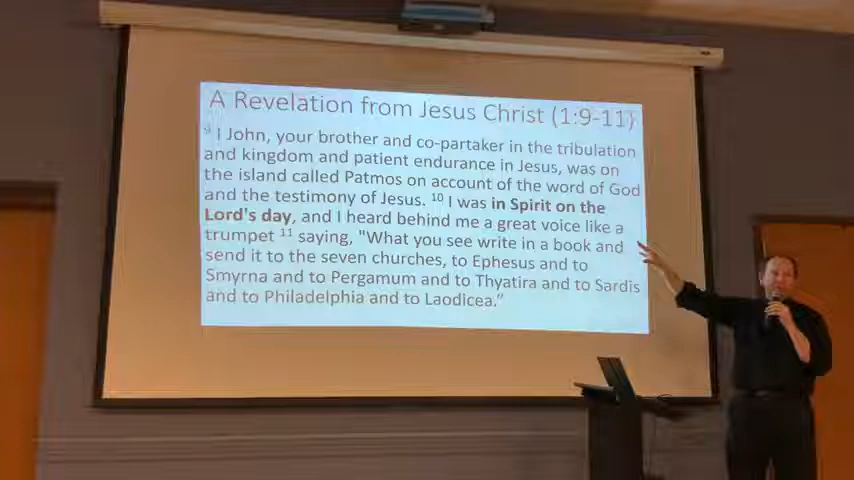 A Revelation from Jesus Christ (1:9-11)
9 I John, your brother and co-partaker in the tribulation
and kingdom and patient endurance in Jesus, was on
the island called Patmos on account of the word of God
and the testimony of Jesus. 10 I was in Spirit on the
Lord's day, and I heard behind me a great voice like a
trumpet 11 saying, "What you see write in a book and
send it to the seven churches, to Ephesus and to
Smyrna and to Pergamum and to Thyatira and to Sardis
and to Philadelphia and to Laodicea.”